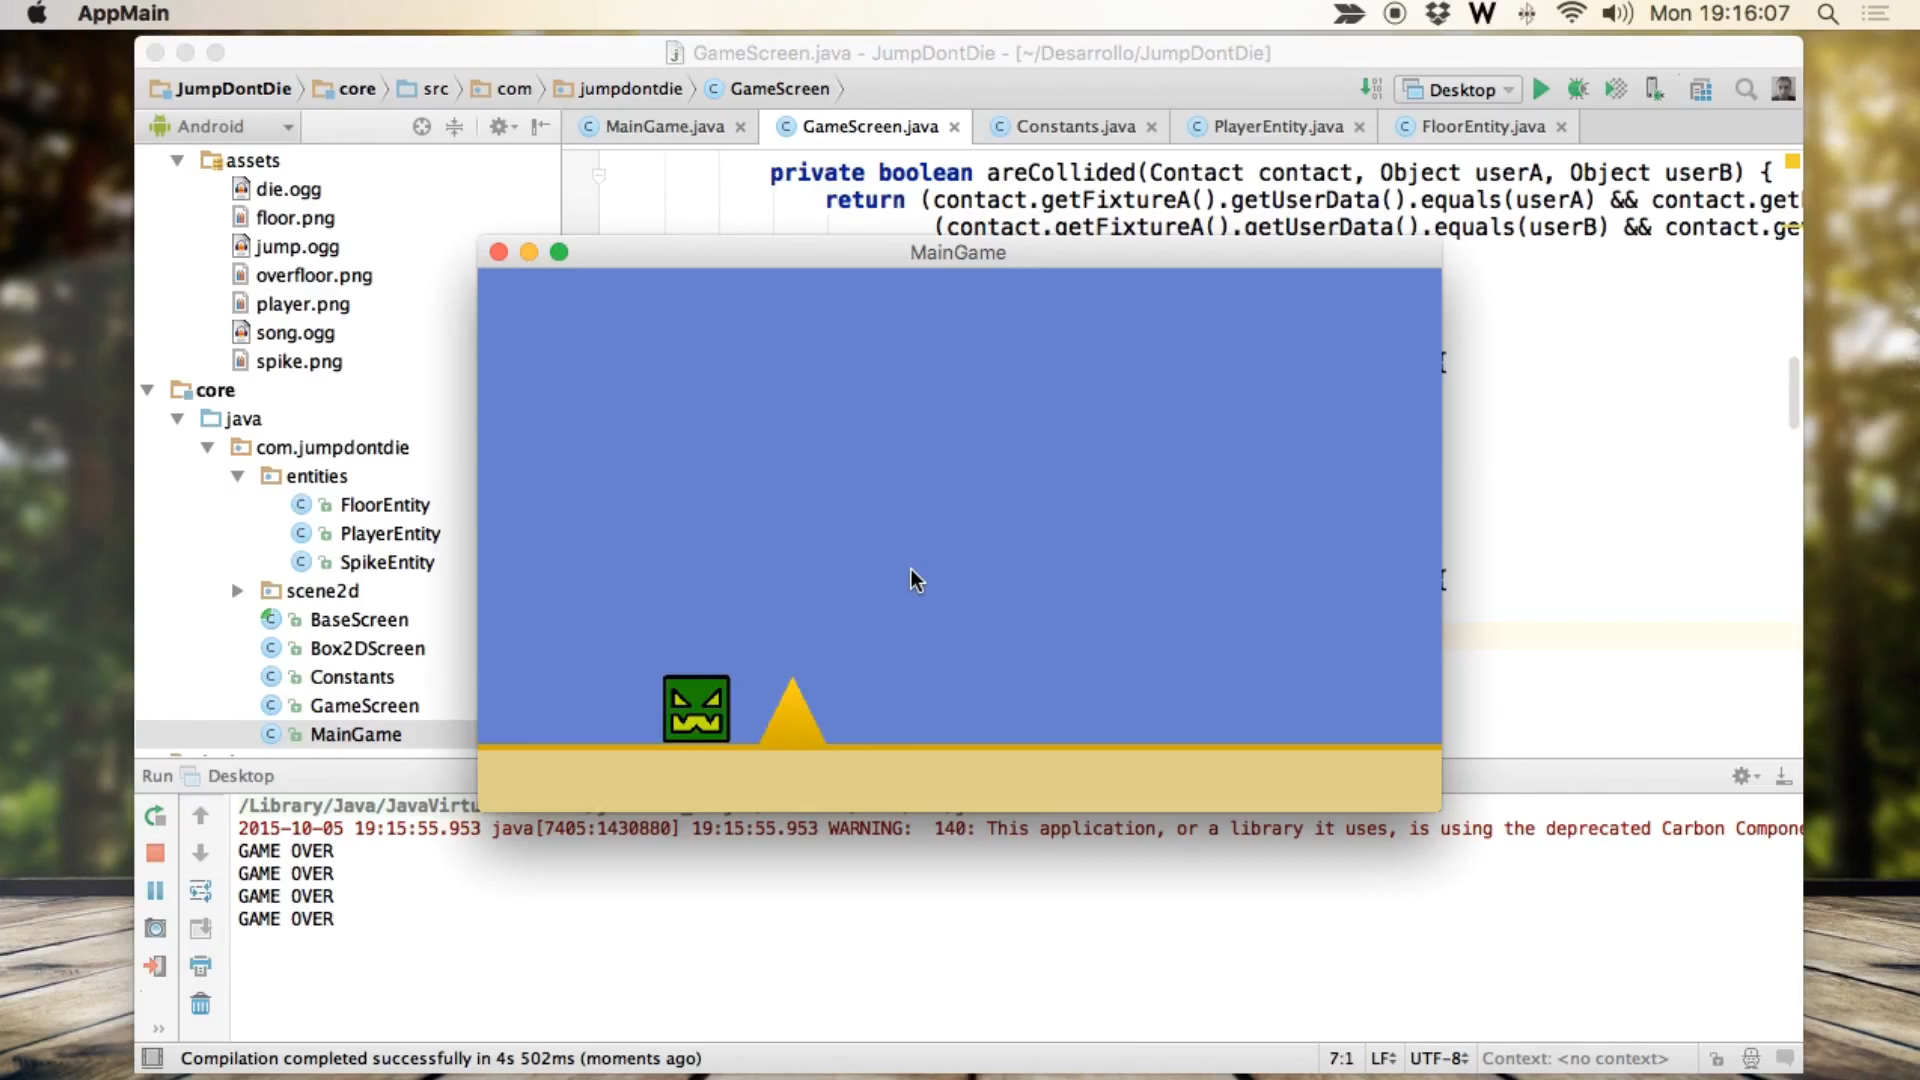 AppMain
W
Mon 19:16:07
GameScreen.java - JumpDontDie - [~/Desarrollo/JumpDontDie]
JumpDontDie
core
src
com
jumpdontdie
GameScreen
Desktop
Android
MainGame.java
GameScreen.java
Constants.java
PlayerEntity.java
FloorEntity.java
assets
die.ogg
floor.png
jump.ogg
overfloor.png
player.png
song.ogg
spike.png
core
java
com.jumpdontdie
entities
FloorEntity
PlayerEntity
SpikeEntity
scene2d
BaseScreen
Box2DScreen
Constants
GameScreen
MainGame
private boolean areCollided(Contact contact, Object userA, Object userB) {
return (contact.getFixtureA().getUserData().equals(userA) && contact.get
(contact.getFixtureA().getUserData().equals(userB) && contact.ge
MainGame
Run Desktop
/Library/Java/JavaVirtu
2015-10-05 19:15:55.953 java[7405:1430880] 19:15:55.953 WARNING: 140: This application, or a library it uses, is using the deprecated Carbon Compone
GAME OVER
GAME OVER
GAME OVER
GAME OVER
Compilation completed successfully in 4s 502ms (moments ago)
7:1
LF
UTF-8
Context: <no context>